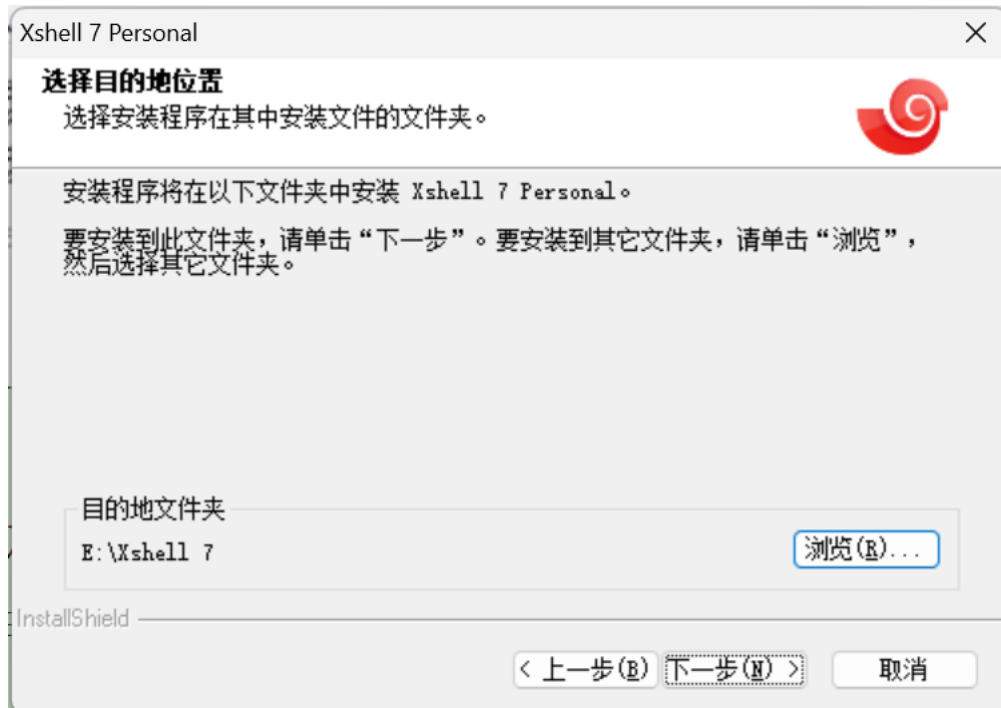 Xshell 7 Personal
选择目的地位置
选择安装程序在其中安装文件的文件夹。
安装程序将在以下文件夹中安装 Xshell 7 Personal。
要安装到此文件夹，请单击“下一步”。要安装到其它文件夹，请单击“浏览”，
然后选择其它文件夹。
目的地文件夹
E:\Xshell 7
浏览(R)...
InstallShield
< 上一步(B)
下一步(N) >
取消